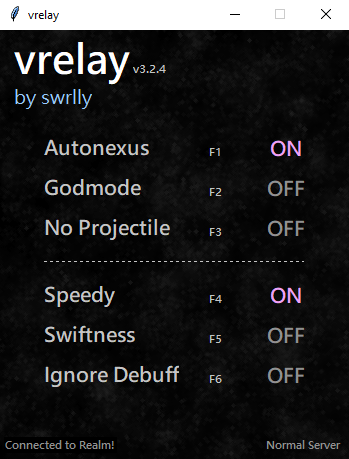 vrelay
vrelay v3.2.4
by swrlly
Autonexus F1 ON
Godmode F2 OFF
No Projectile F3 OFF
Speedy F4 ON
Swiftness F5 OFF
Ignore Debuff F6 OFF
Connected to Realm! Normal Server